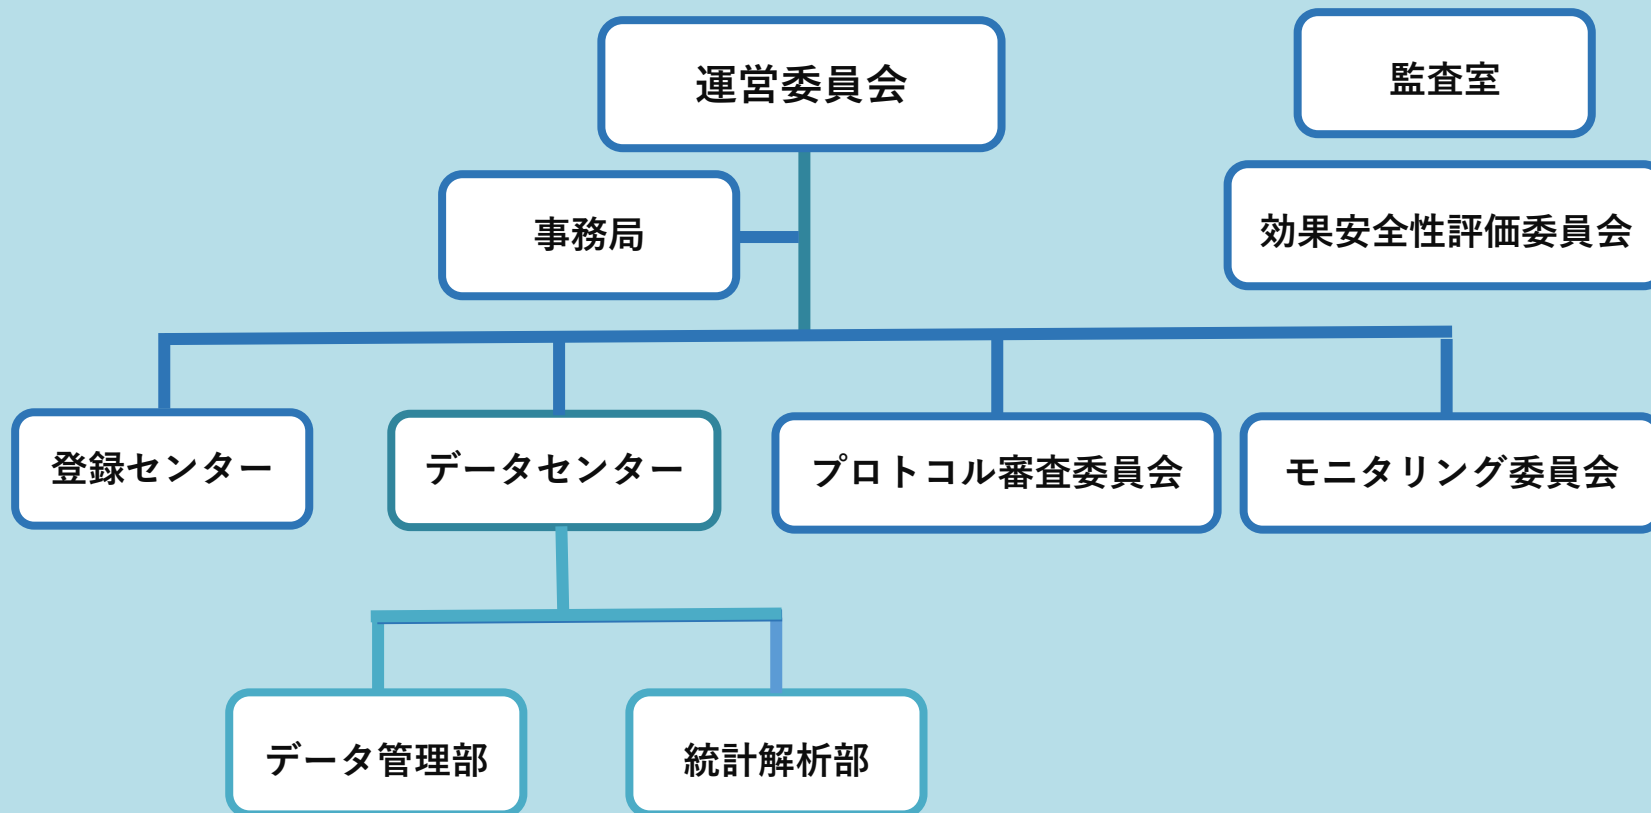 運営委員会
監査室
事務局
効果安全性評価委員会
登録センター
データセンター
プロトコル審査委員会
モニタリング委員会
データ管理部
統計解析部